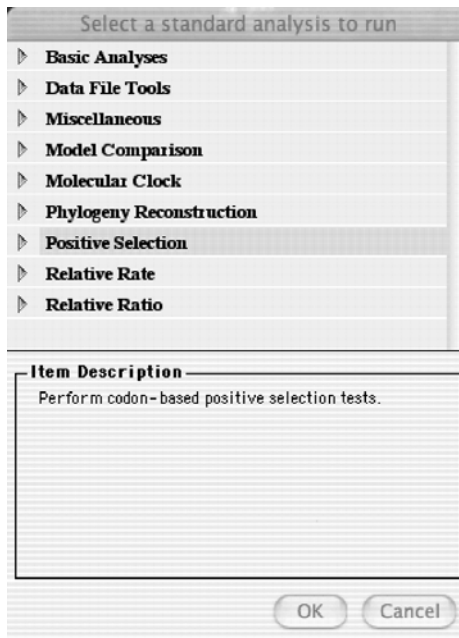 Select a standard analysis to run
Basic Analyses
Data File Tools
Miscellaneous
Model Comparison
Molecular Clock
Phylogeny Reconstruction
Positive Selection
Relative Rate
Relative Ratio
Item Description
Perform codon-based positive selection tests.
OK Cancel